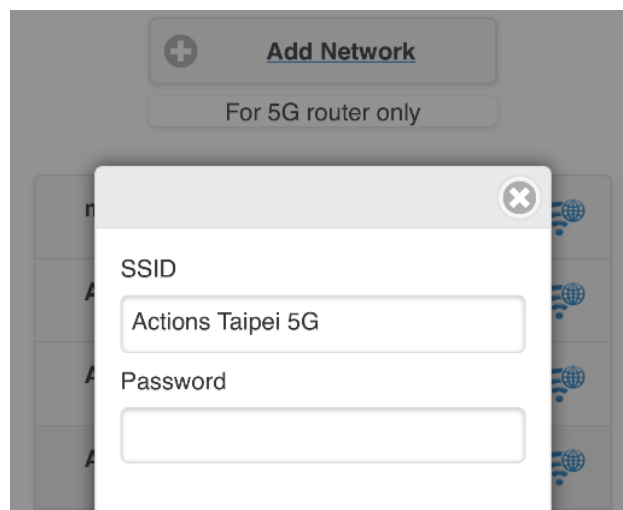 Add Network
For 5G router only
SSID
Actions Taipei 5G
Password